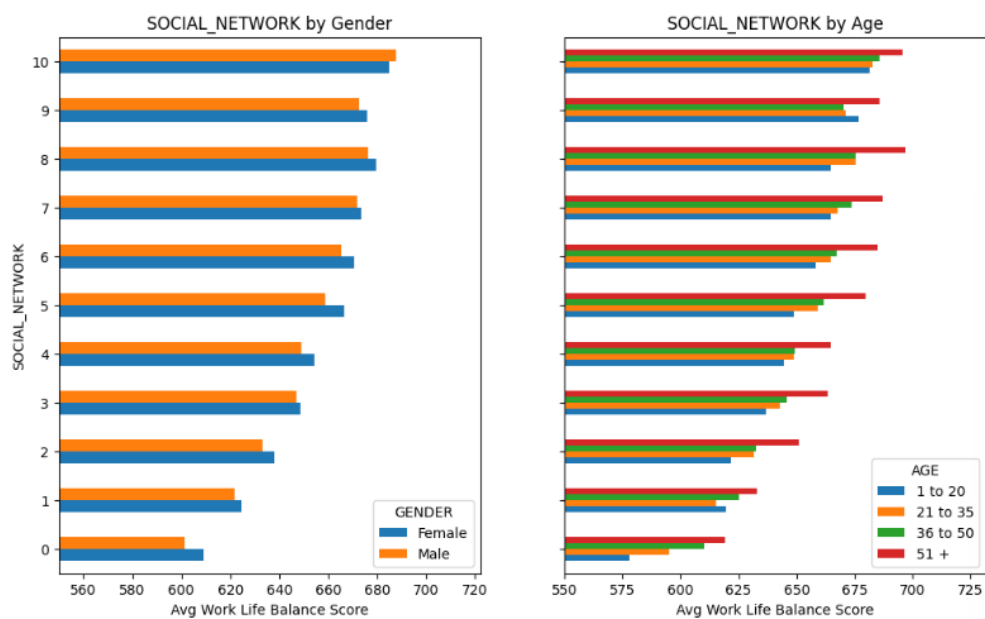 SOCIAL_NETWORK by Gender
SOCIAL_NETWORK
10
9
8
7
6
5
4
3
2
1
0
GENDER
Female
Male
560 580 600 620 640 660 680 700 720
Avg Work Life Balance Score
SOCIAL_NETWORK by Age
AGE
1 to 20
21 to 35
36 to 50
51 +
550 575 600 625 650 675 700 725
Avg Work Life Balance Score